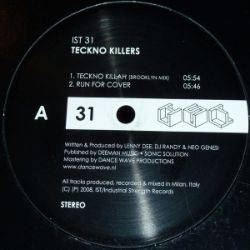 IST 31
TECKNO KILLERS
1. TECKNO KILLAH (BROOKLYN MIX) 05:54
2. RUN FOR COVER 05:46
A 31
Written & Produced by LENNY DEE, DJ RANDY & NEO GENESI
Published by DEEMAN MUSIC + SONIC SOLUTION
Mastering by DANCE WAVE PRODUCTIONS
www.dancewave.net
All tracks produced, recorded & mixed in Milan, Italy
(C) (P) 2008, IST/Industrial Strength Records
STEREO